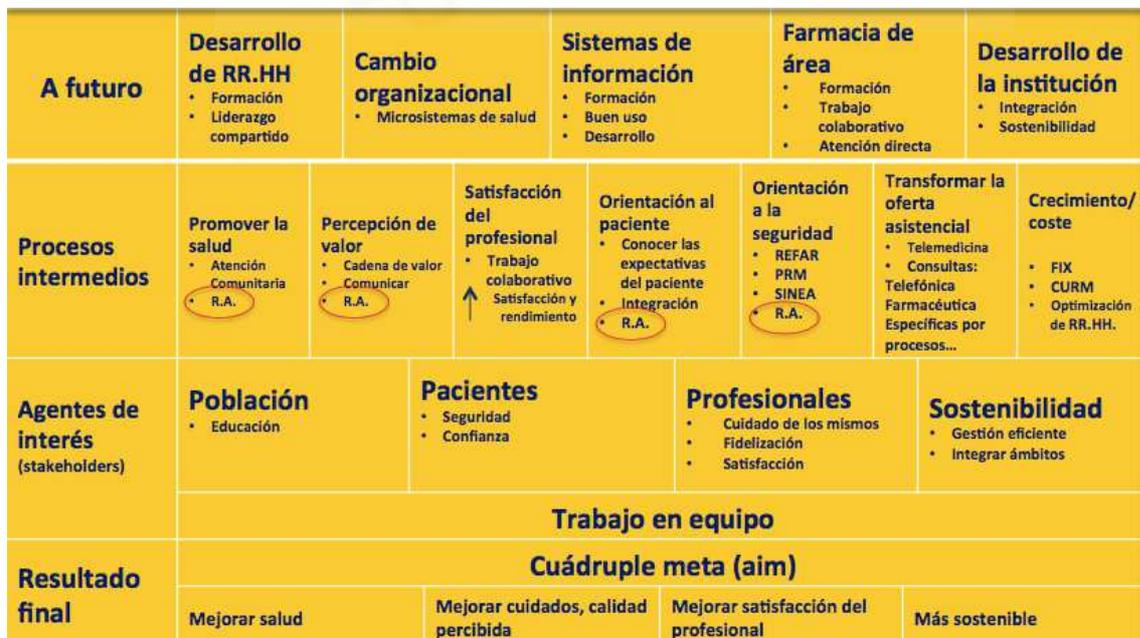 A futuro
Desarrollo
de RR.HH
• Formación
• Liderazgo
compartido
Cambio
organizacional
• Microsistemas de salud
Sistemas de
información
• Formación
• Buen uso
• Desarrollo
Farmacia de
área
• Formación
• Trabajo
colaborativo
• Atención directa
Desarrollo de
la institución
• Integración
• Sostenibilidad
Procesos
intermedios
Promover la
salud
• Atención
Comunitaria
• R.A.
Percepción de
valor
• Cadena de valor
• Comunicar
• R.A.
Satisfacción
del
profesional
• Trabajo
colaborativo
Satisfacción y
rendimiento
Orientación al
paciente
• Conocer las
expectativas
del paciente
• Integración
• R.A.
Orientación
a la
seguridad
• REFAR
• PRM
• SINEA
• R.A.
Transformar la
oferta
asistencial
• Telemedicina
• Consultas:
Telefónica
Farmacéutica
Específicas por
procesos...
Crecimiento/
coste
• FIX
• CURM
• Optimización
de RR.HH.
Agentes de
interés
(stakeholders)
Población
• Educación
Pacientes
• Seguridad
• Confianza
Profesionales
• Cuidado de los mismos
• Fidelización
• Satisfacción
Sostenibilidad
• Gestión eficiente
• Integrar ámbitos
Trabajo en equipo
Resultado
final
Cuádruple meta (aim)
Mejorar salud
Mejorar cuidados, calidad
percibida
Mejorar satisfacción del
profesional
Más sostenible